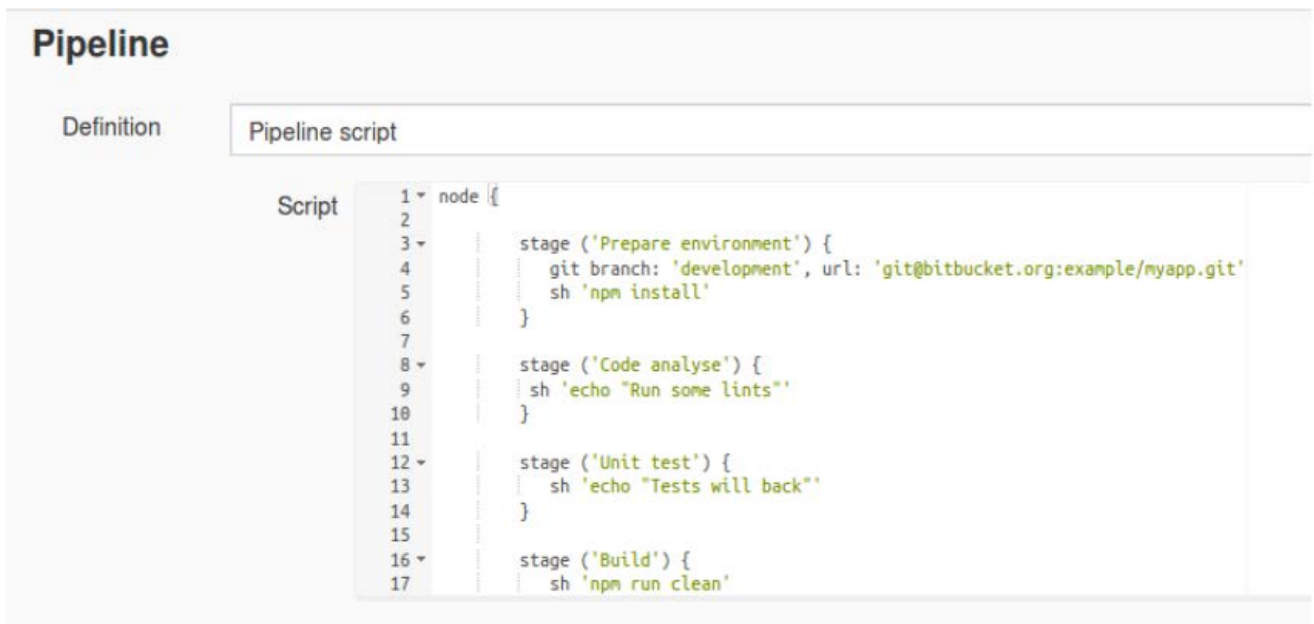 Pipeline
Definition
Pipeline script
Script
1 node {
2
3 stage ('Prepare environment') {
4 git branch: 'development', url: 'git@bitbucket.org:example/myapp.git'
5 sh 'npm install'
6 }
7
8 stage ('Code analyse') {
9 sh 'echo "Run some lints"'
10 }
11
12 stage ('Unit test') {
13 sh 'echo "Tests will back"'
14 }
15
16 stage ('Build') {
17 sh 'npm run clean'